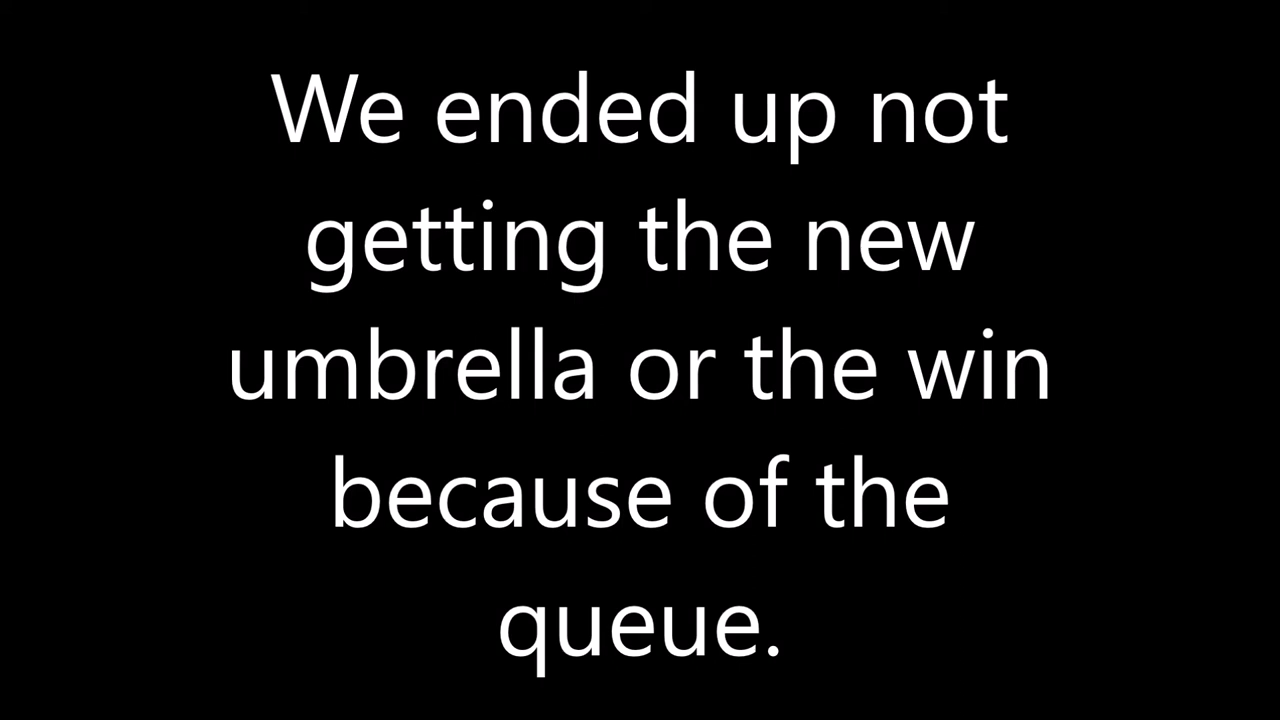 We ended up not
getting the new
umbrella or the win
because of the
queue.